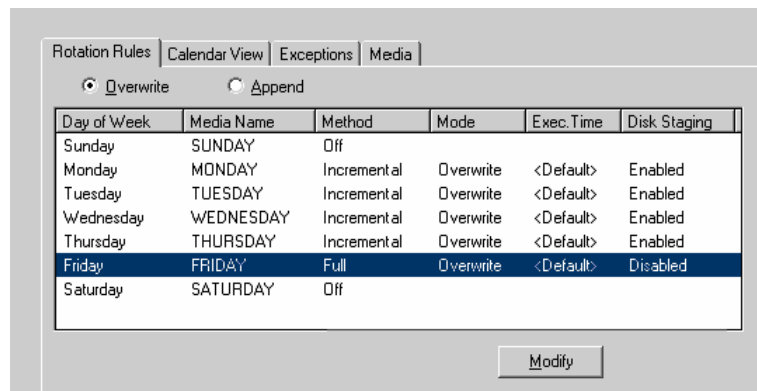 Rotation Rules Calendar View Exceptions Media
Overwrite Append
Day of Week Media Name Method Mode Exec.Time Disk Staging
Sunday SUNDAY Off
Monday MONDAY Incremental Overwrite <Default> Enabled
Tuesday TUESDAY Incremental Overwrite <Default> Enabled
Wednesday WEDNESDAY Incremental Overwrite <Default> Enabled
Thursday THURSDAY Incremental Overwrite <Default> Enabled
Friday FRIDAY Full Overwrite <Default> Disabled
Saturday SATURDAY Off
Modify